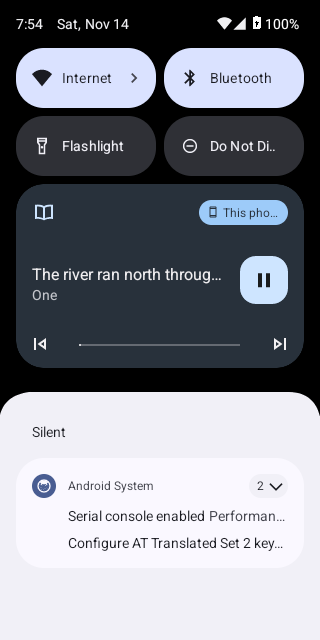 7:54 Sat, Nov 14 100%
Internet Bluetooth
Flashlight Do Not Di..
This pho...
The river ran north throug...
One
Silent
Android System 2
Serial console enabled Performan...
Configure AT Translated Set 2 key...